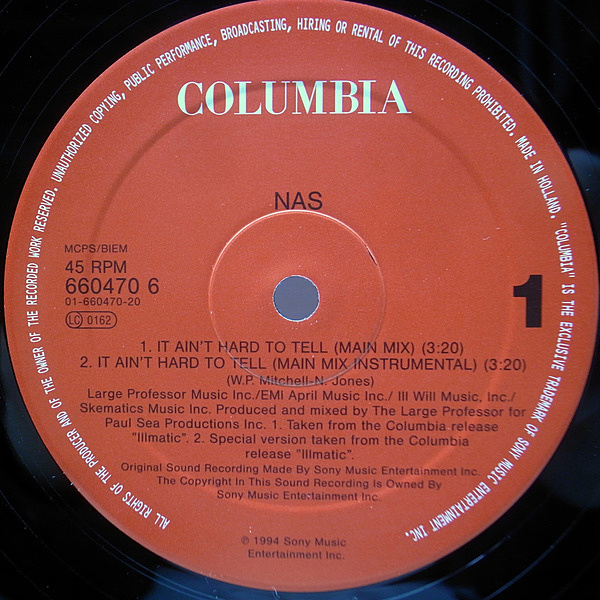 ALL RIGHTS OF THE PRODUCER AND OF THE OWNER OF THE RECORDED WORK RESERVED. UNAUTHORIZED COPYING, PUBLIC PERFORMANCE, BROADCASTING, HIRING OR RENTAL OF THIS RECORDING PROHIBITED. MADE IN HOLLAND. "COLUMBIA" IS THE EXCLUSIVE TRADEMARK OF SONY MUSIC ENTERTAINMENT INC.
COLUMBIA
NAS
MCPS/BIEM
45 RPM
660470 6
01-660470-20
LC 0162
1
1. IT AIN'T HARD TO TELL (MAIN MIX) (3:20)
2. IT AIN'T HARD TO TELL (MAIN MIX INSTRUMENTAL) (3:20)
(W.P. Mitchell-N. Jones)
Large Professor Music Inc./EMI April Music Inc./ Ill Will Music, Inc./
Skematics Music Inc. Produced and mixed by The Large Professor for
Paul Sea Productions Inc. 1. Taken from the Columbia release
"Illmatic". 2. Special version taken from the Columbia
release "Illmatic".
Original Sound Recording Made By Sony Music Entertainment Inc.
The Copyright In This Sound Recording is Owned By
Sony Music Entertainment Inc.
℗ 1994 Sony Music
Entertainment Inc.